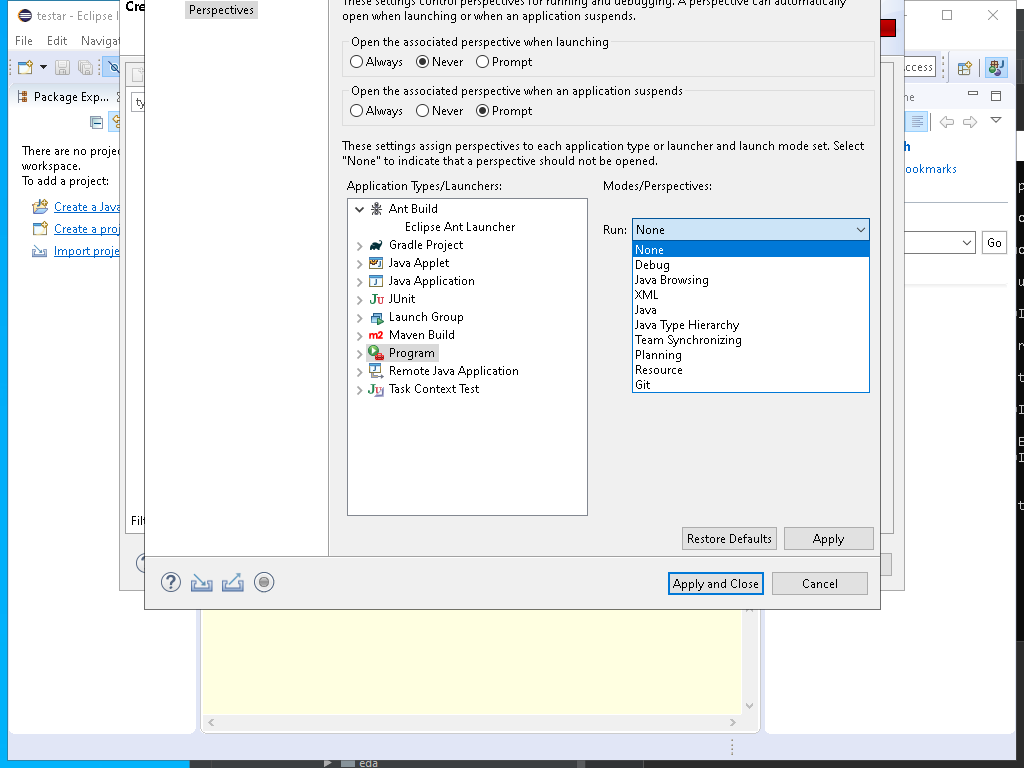 testar - Eclipse I
File Edit Navigat
Package Exp...
There are no proje
workspace.
To add a project:
Create a Java
Create a proj
Import proje
Cre
ty
Filt
Perspectives
These settings control perspectives for running and debugging. A perspective can automatically
open when launching or when an application suspends.
Open the associated perspective when launching
Always Never Prompt
Open the associated perspective when an application suspends
Always Never Prompt
These settings assign perspectives to each application type or launcher and launch mode set. Select
"None" to indicate that a perspective should not be opened.
Application Types/Launchers:
Ant Build
Eclipse Ant Launcher
Gradle Project
Java Applet
Java Application
JUnit
Launch Group
Maven Build
Program
Remote Java Application
Task Context Test
Modes/Perspectives:
Run: None
None
Debug
Java Browsing
XML
Java
Java Type Hierarchy
Team Synchronizing
Planning
Resource
Git
Restore Defaults Apply
Apply and Close Cancel
ccess
ne
h
ookmarks
Go
eda